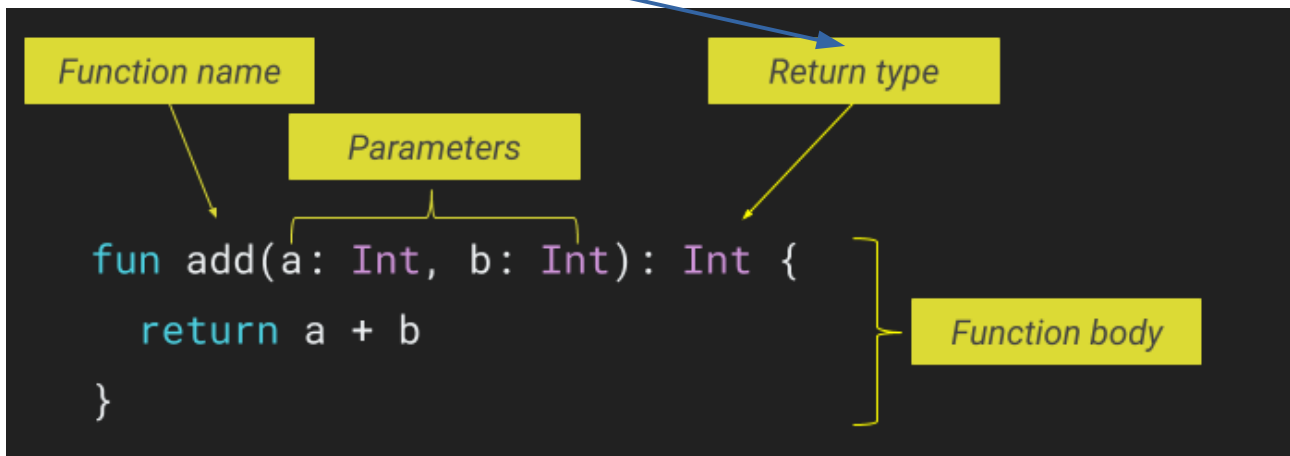 Function name
Return type
Parameters
fun add(a: Int, b: Int): Int {
return a + b
Function body
}